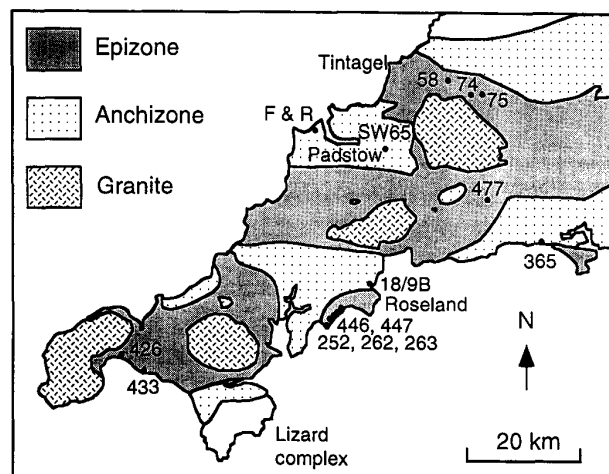 Epizone
Anchizone
Granite
Tintagel
58
74
75
F & R
SW65
Padstow
477
365
18/9B
Roseland
446, 447
252, 262, 263
426
433
N
Lizard
complex
20 km